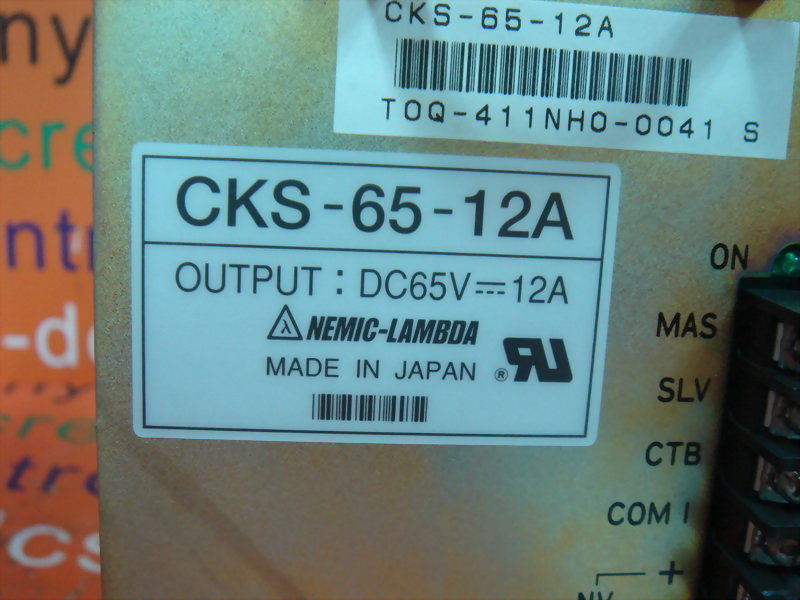 CKS-65-12A
T0Q-411NH0-0041 S
CKS-65-12A
OUTPUT : DC65V⎓12A
NEMIC-LAMBDA
MADE IN JAPAN ®
ON
MAS
SLV
CTB
COM I
+